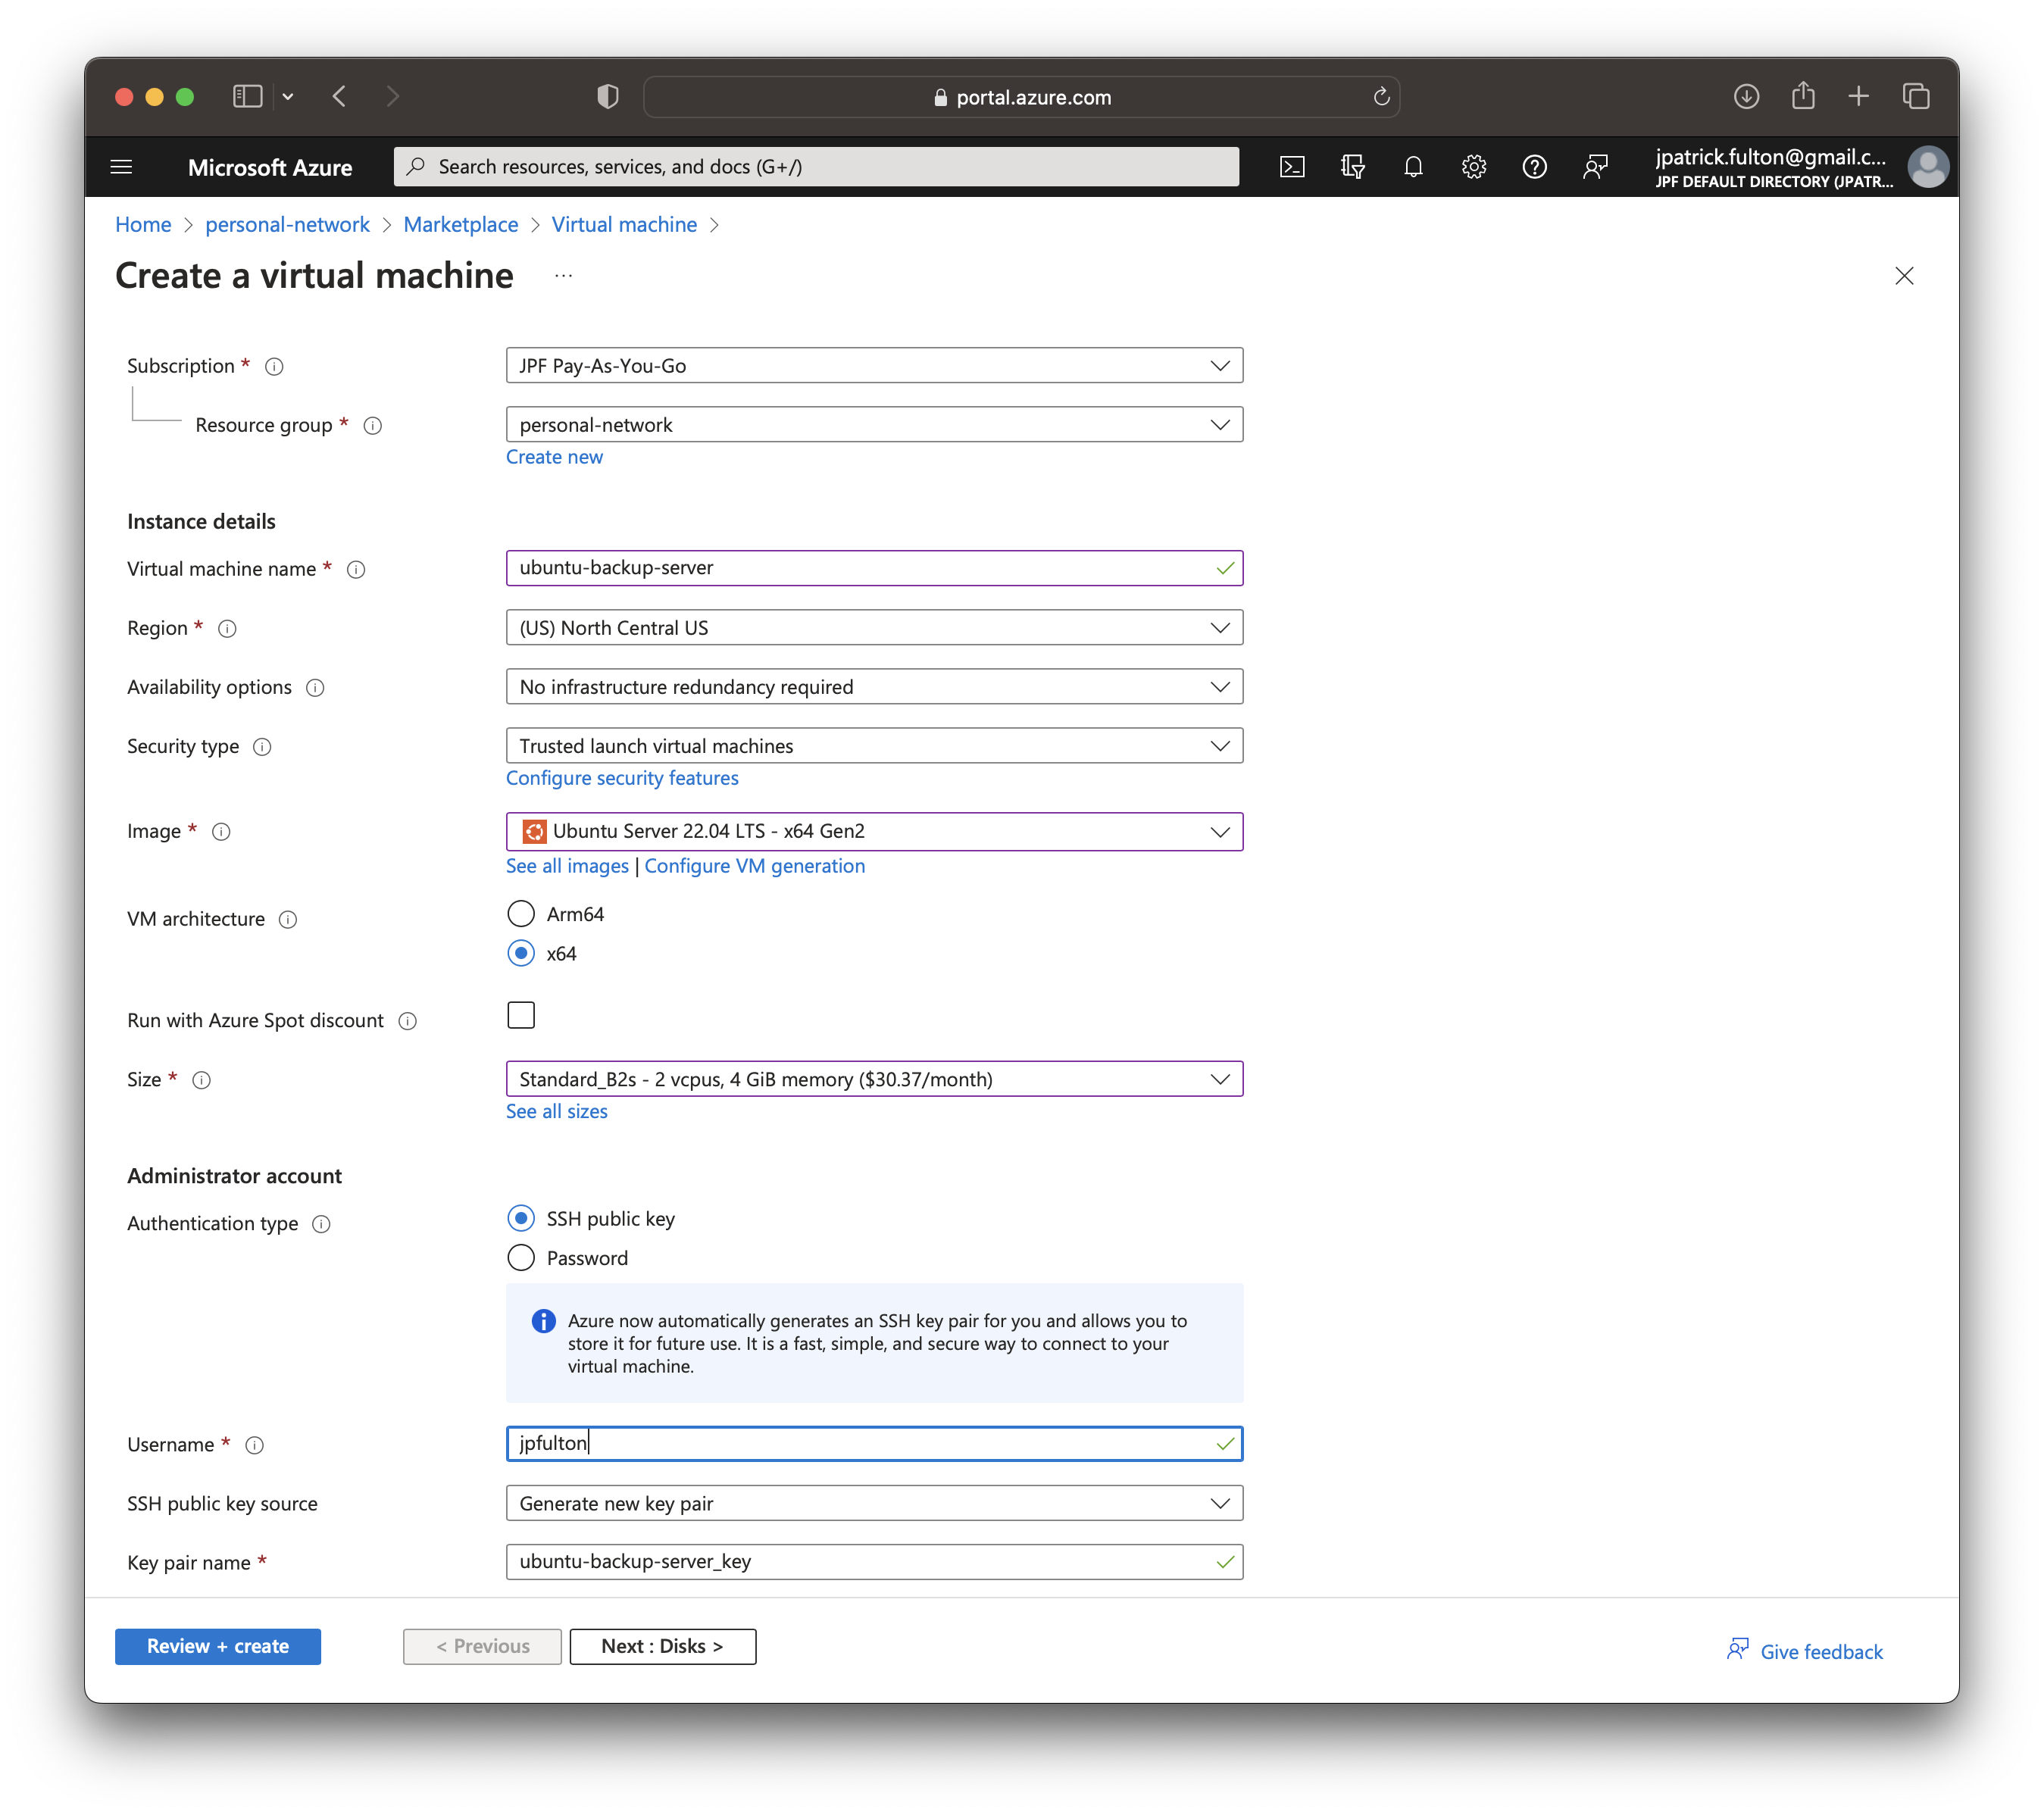 portal.azure.com
Microsoft Azure
Search resources, services, and docs (G+/)
jpatrick.fulton@gmail.c...
JPF DEFAULT DIRECTORY (JPATR...
Home > personal-network > Marketplace > Virtual machine >
Create a virtual machine ...
Subscription * JPF Pay-As-You-Go
Resource group * personal-network
Create new
Instance details
Virtual machine name * ubuntu-backup-server
Region * (US) North Central US
Availability options No infrastructure redundancy required
Security type Trusted launch virtual machines
Configure security features
Image * Ubuntu Server 22.04 LTS - x64 Gen2
See all images | Configure VM generation
VM architecture Arm64
x64
Run with Azure Spot discount
Size * Standard_B2s - 2 vcpus, 4 GiB memory ($30.37/month)
See all sizes
Administrator account
Authentication type SSH public key
Password
Azure now automatically generates an SSH key pair for you and allows you to
store it for future use. It is a fast, simple, and secure way to connect to your
virtual machine.
Username * jpfulton
SSH public key source Generate new key pair
Key pair name * ubuntu-backup-server_key
Review + create < Previous Next : Disks > Give feedback